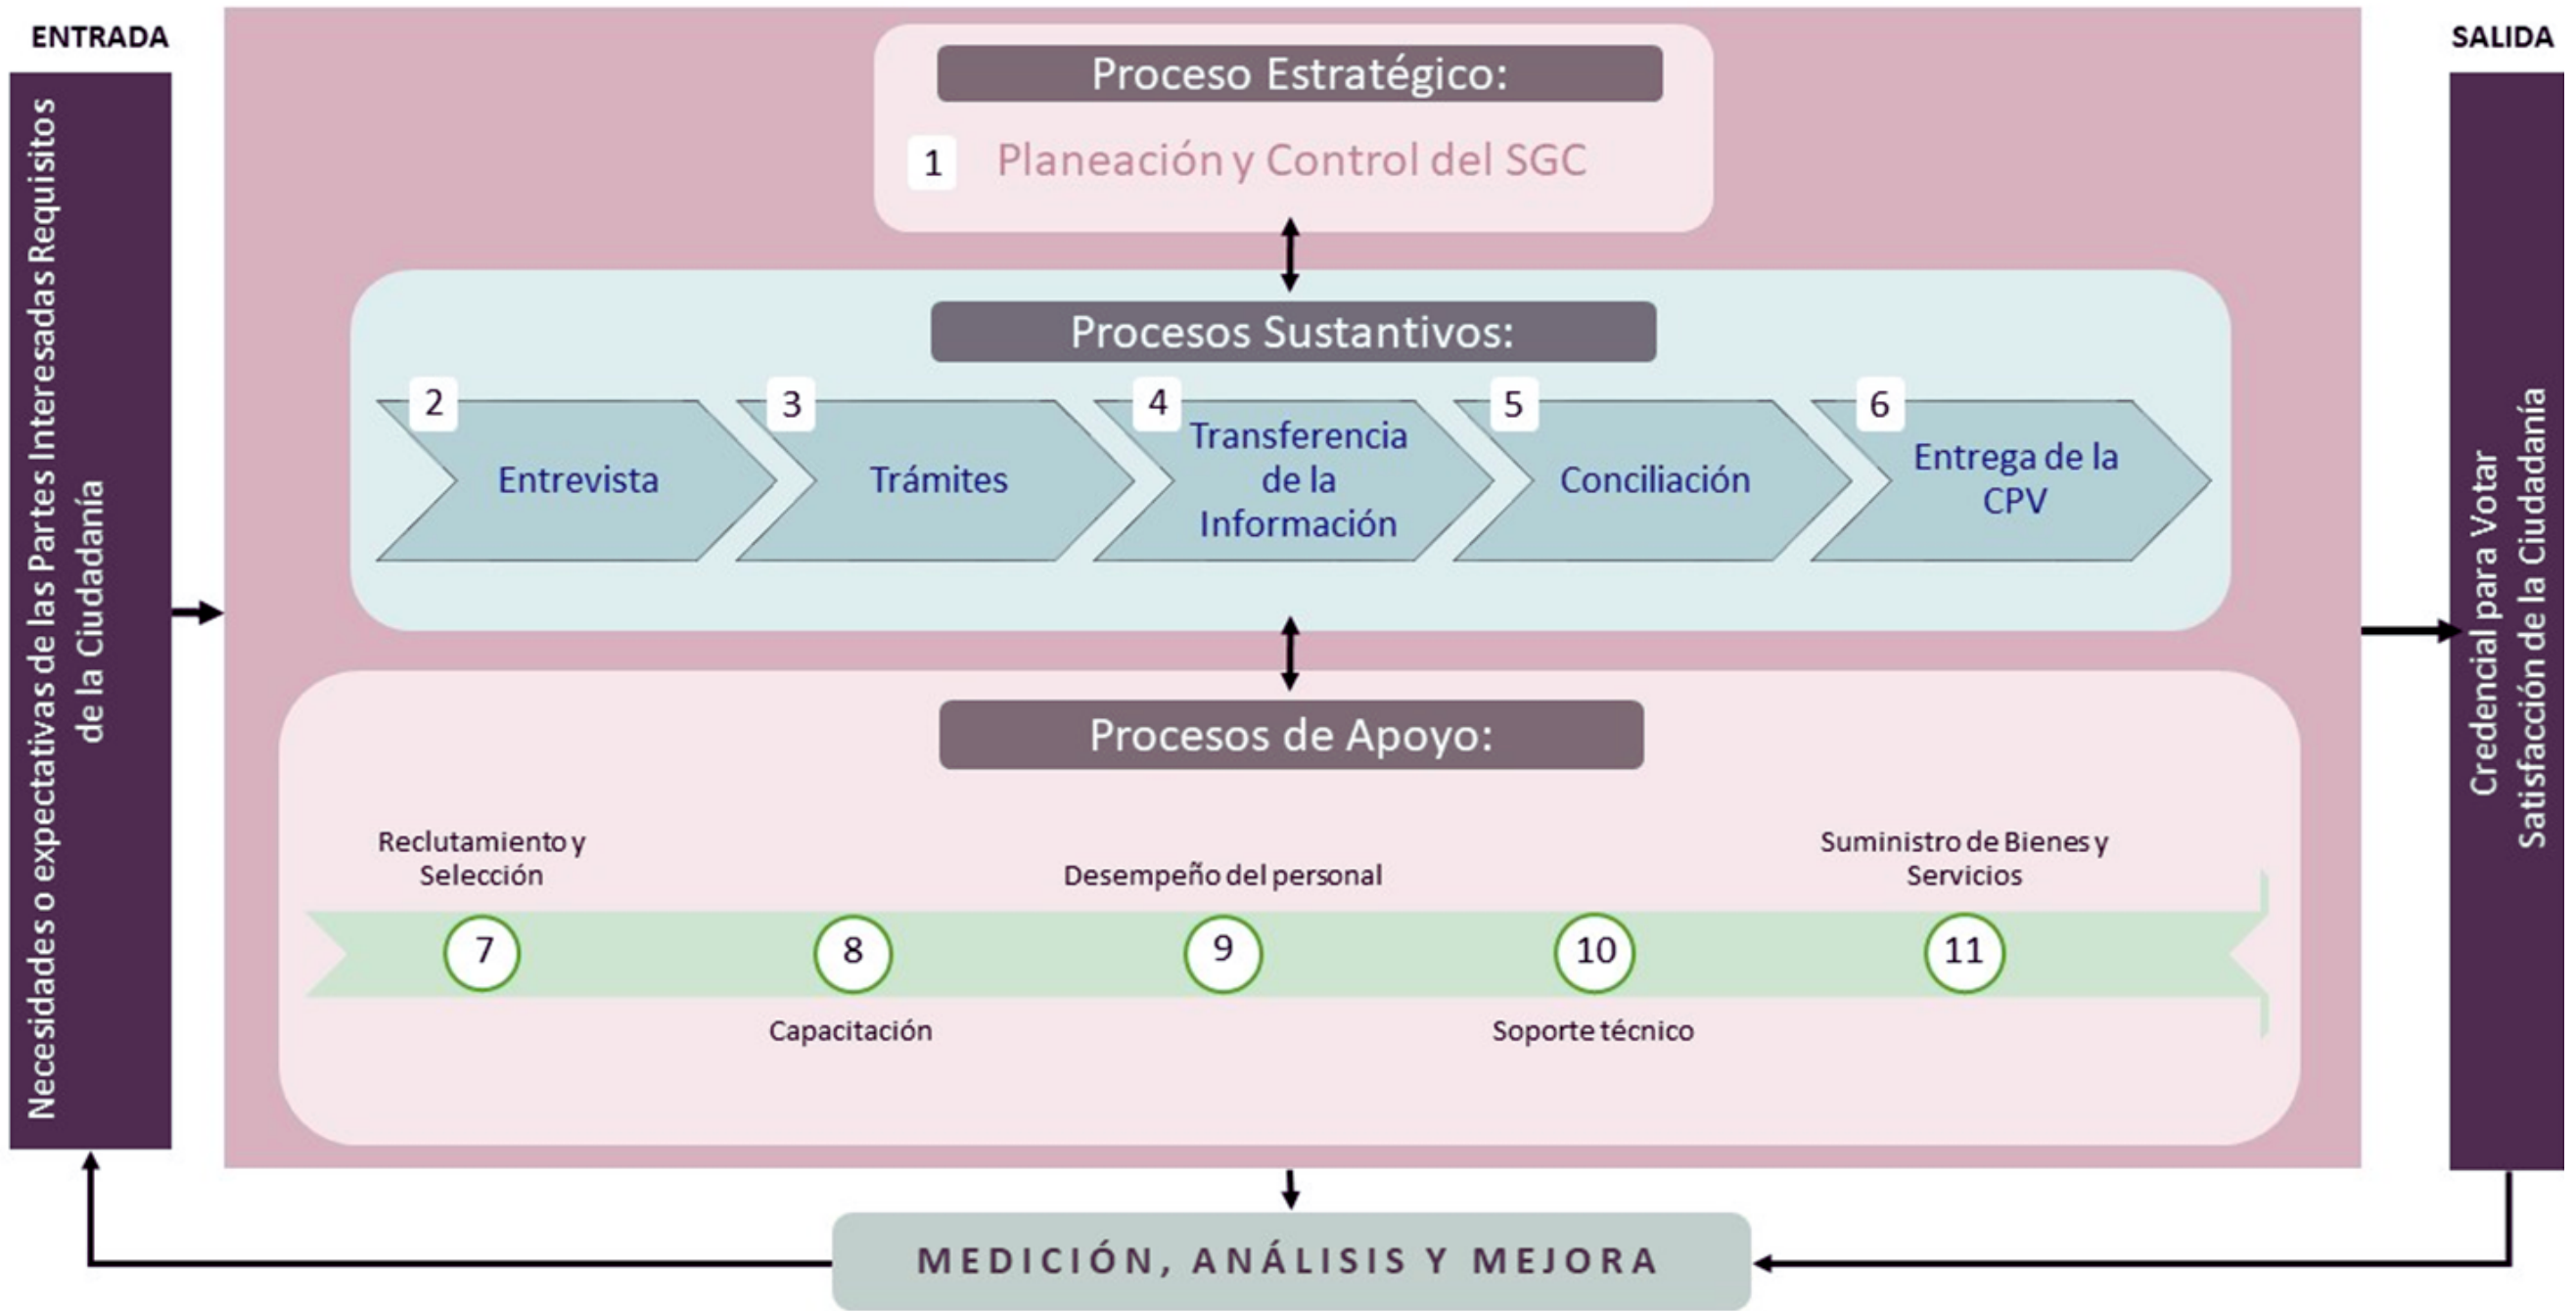 ENTRADA
SALIDA
Necesidades o expectativas de las Partes Interesadas Requisitos
de la Ciudadanía
Proceso Estratégico:
1 Planeación y Control del SGC
Procesos Sustantivos:
2
Entrevista
3
Trámites
4
Transferencia
de la
Información
5
Conciliación
6
Entrega de la
CPV
Procesos de Apoyo:
Reclutamiento y
Selección
7
8
Capacitación
Desempeño del personal
9
10
Soporte técnico
Suministro de Bienes y
Servicios
11
Credencial para Votar
Satisfacción de la Ciudadanía
MEDICIÓN, ANÁLISIS Y MEJORA